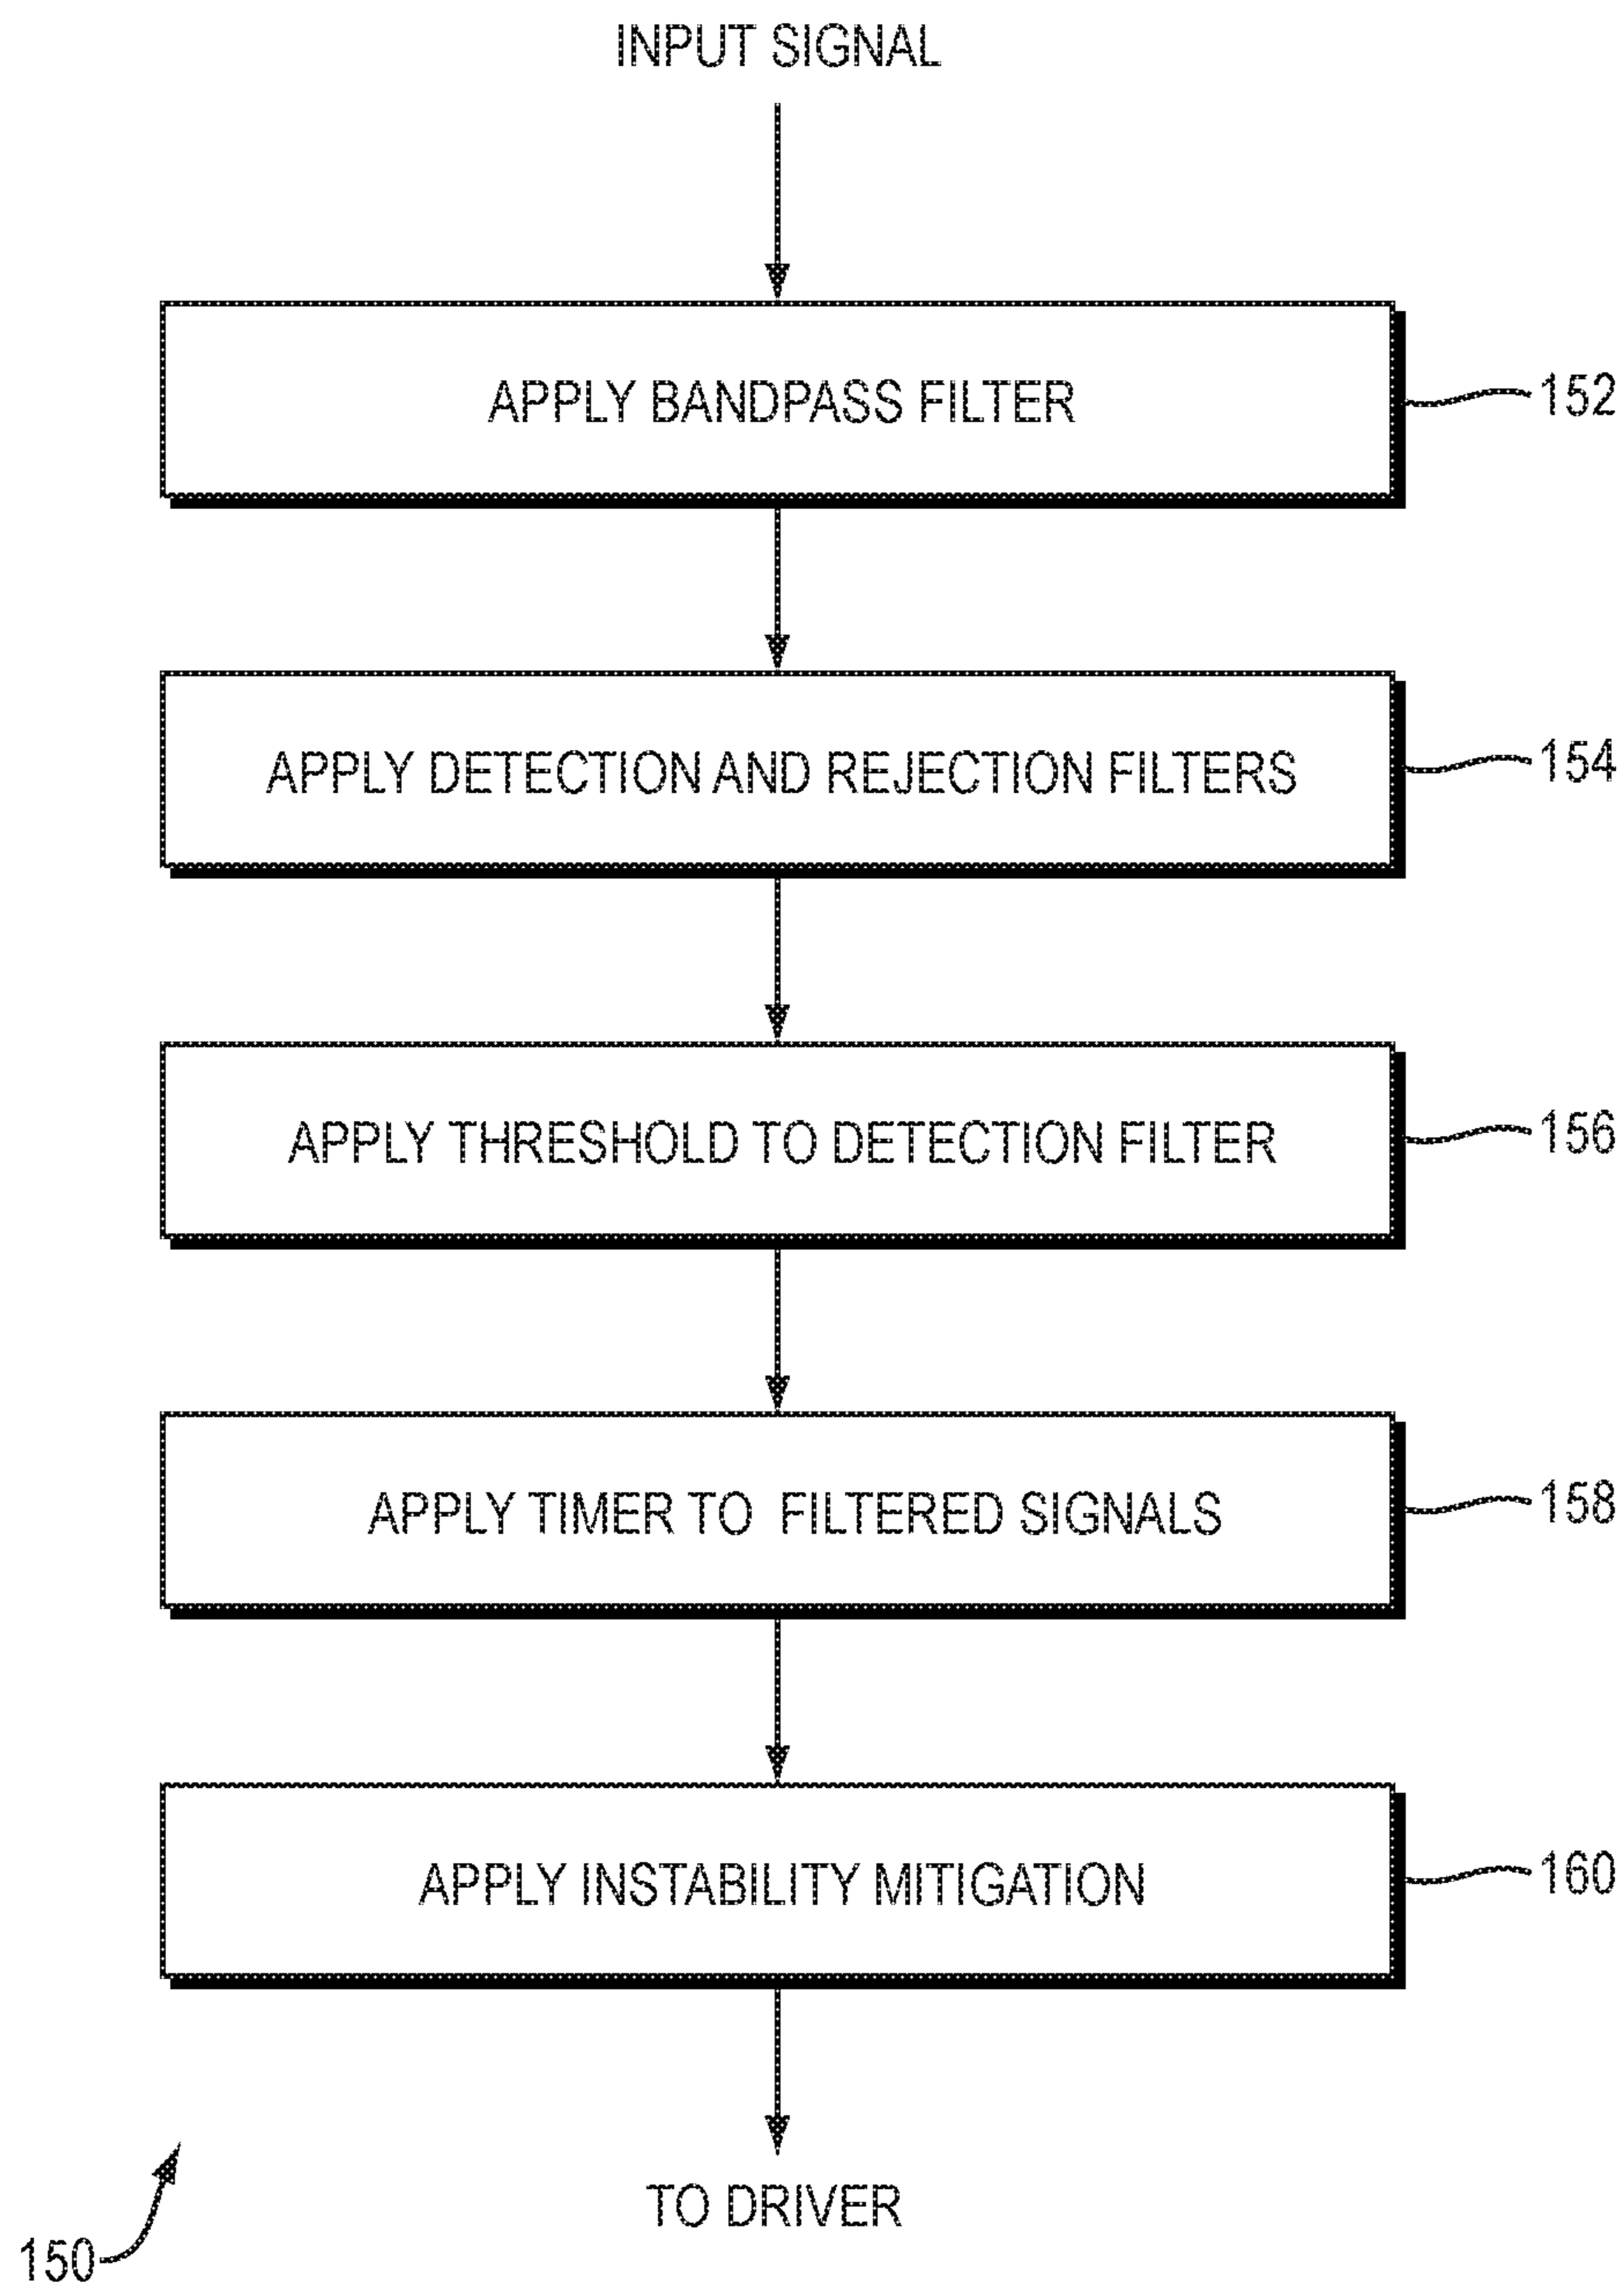 INPUT SIGNAL
APPLY BANDPASS FILTER
152
APPLY DETECTION AND REJECTION FILTERS
154
APPLY THRESHOLD TO DETECTION FILTER
156
APPLY TIMER TO FILTERED SIGNALS
158
APPLY INSTABILITY MITIGATION
160
TO DRIVER
150